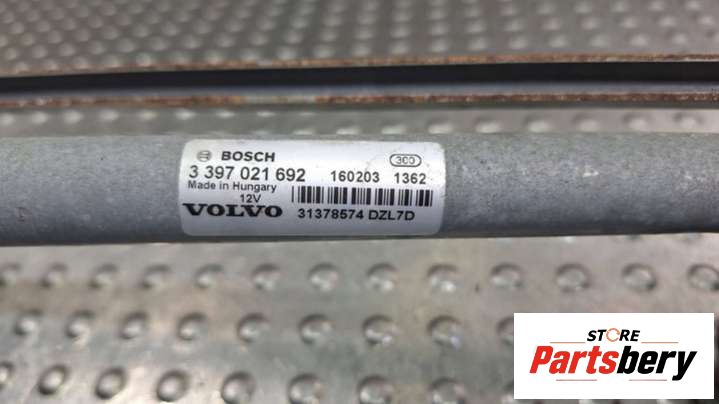 BOSCH
3 397 021 692 160203 1362
300
Made in Hungary
12V
VOLVO 31378574 DZL7D
STORE
Partsbery